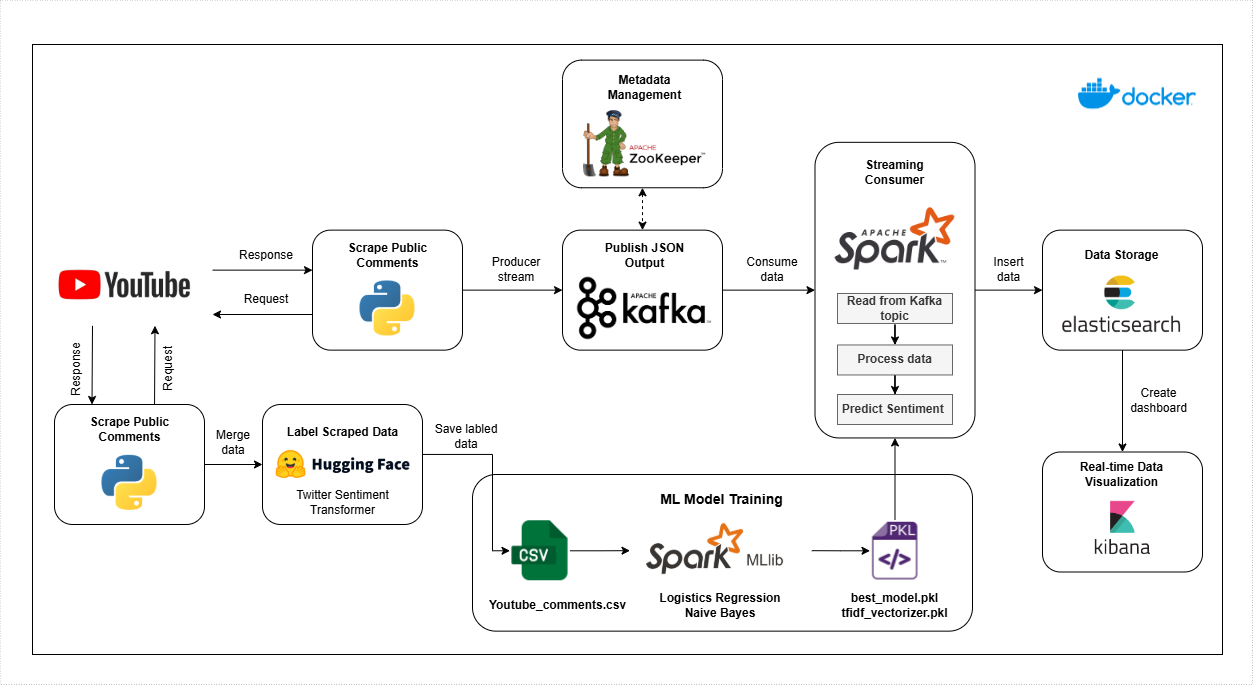 Metadata
Management
APACHE
ZooKeeper™
docker
Streaming
Consumer
APACHE
Spark™
Read from Kafka
topic
Process data
Predict Sentiment
YouTube
Response
Request
Scrape Public
Comments
Producer
stream
Publish JSON
Output
APACHE
kafka™
Consume
data
Insert
data
Data Storage
elasticsearch
Create
dashboard
Real-time Data
Visualization
kibana
Response
Request
Scrape Public
Comments
Merge
data
Label Scraped Data
Hugging Face
Twitter Sentiment
Transformer
Save labled
data
ML Model Training
CSV
Youtube_comments.csv
Spark
MLlib
Logistics Regression
Naive Bayes
PKL
</>
best_model.pkl
tfidf_vectorizer.pkl